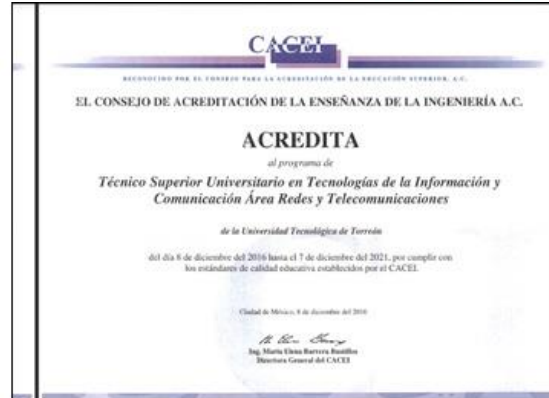 CACEI
RECONOCIDO POR EL CONSEJO PARA LA ACREDITACIÓN DE LA EDUCACIÓN SUPERIOR, A.C.
EL CONSEJO DE ACREDITACIÓN DE LA ENSEÑANZA DE LA INGENIERÍA A.C.
ACREDITA
al programa de
Técnico Superior Universitario en Tecnologías de la Información y
Comunicación Área Redes y Telecomunicaciones
de la Universidad Tecnológica de Torreón
del día 8 de diciembre del 2016 hasta el 7 de diciembre del 2021, por cumplir con
los estándares de calidad educativa establecidos por el CACEI.
Ciudad de México, 8 de diciembre del 2016
Ing. María Elena Barrera Bustillos
Directora General del CACEI